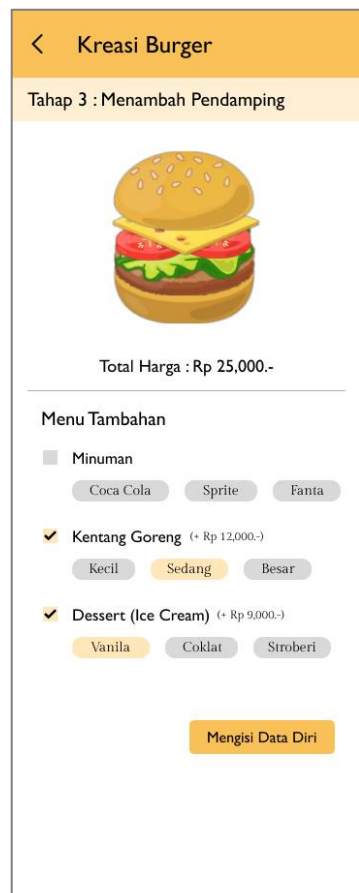 Kreasi Burger
Tahap 3 : Menambah Pendamping
Total Harga : Rp 25,000.-
Menu Tambahan
Minuman
Coca Cola Sprite Fanta
Kentang Goreng (+ Rp 12,000.-)
Kecil Sedang Besar
Dessert (Ice Cream) (+ Rp 9,000.-)
Vanila Coklat Stroberi
Mengisi Data Diri